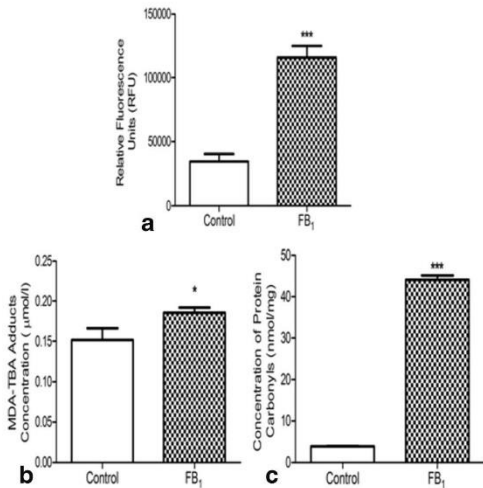 Relative Fluorescence
Units (RFU)
150000
100000
50000
0
***
Control
FB1
a
MDA-TBA Adducts
Concentration ( μmol/l)
0.25
0.20
0.15
0.10
0.05
0.00
*
Control
FB1
b
Concentration of Protein
Carbonyls (nmol/mg)
50
40
30
20
10
0
***
Control
FB1
c